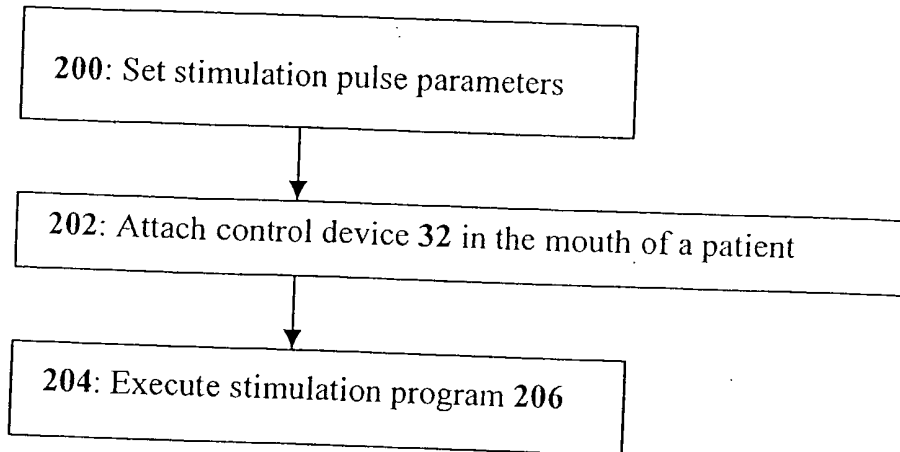 200: Set stimulation pulse parameters
202: Attach control device 32 in the mouth of a patient
204: Execute stimulation program 206